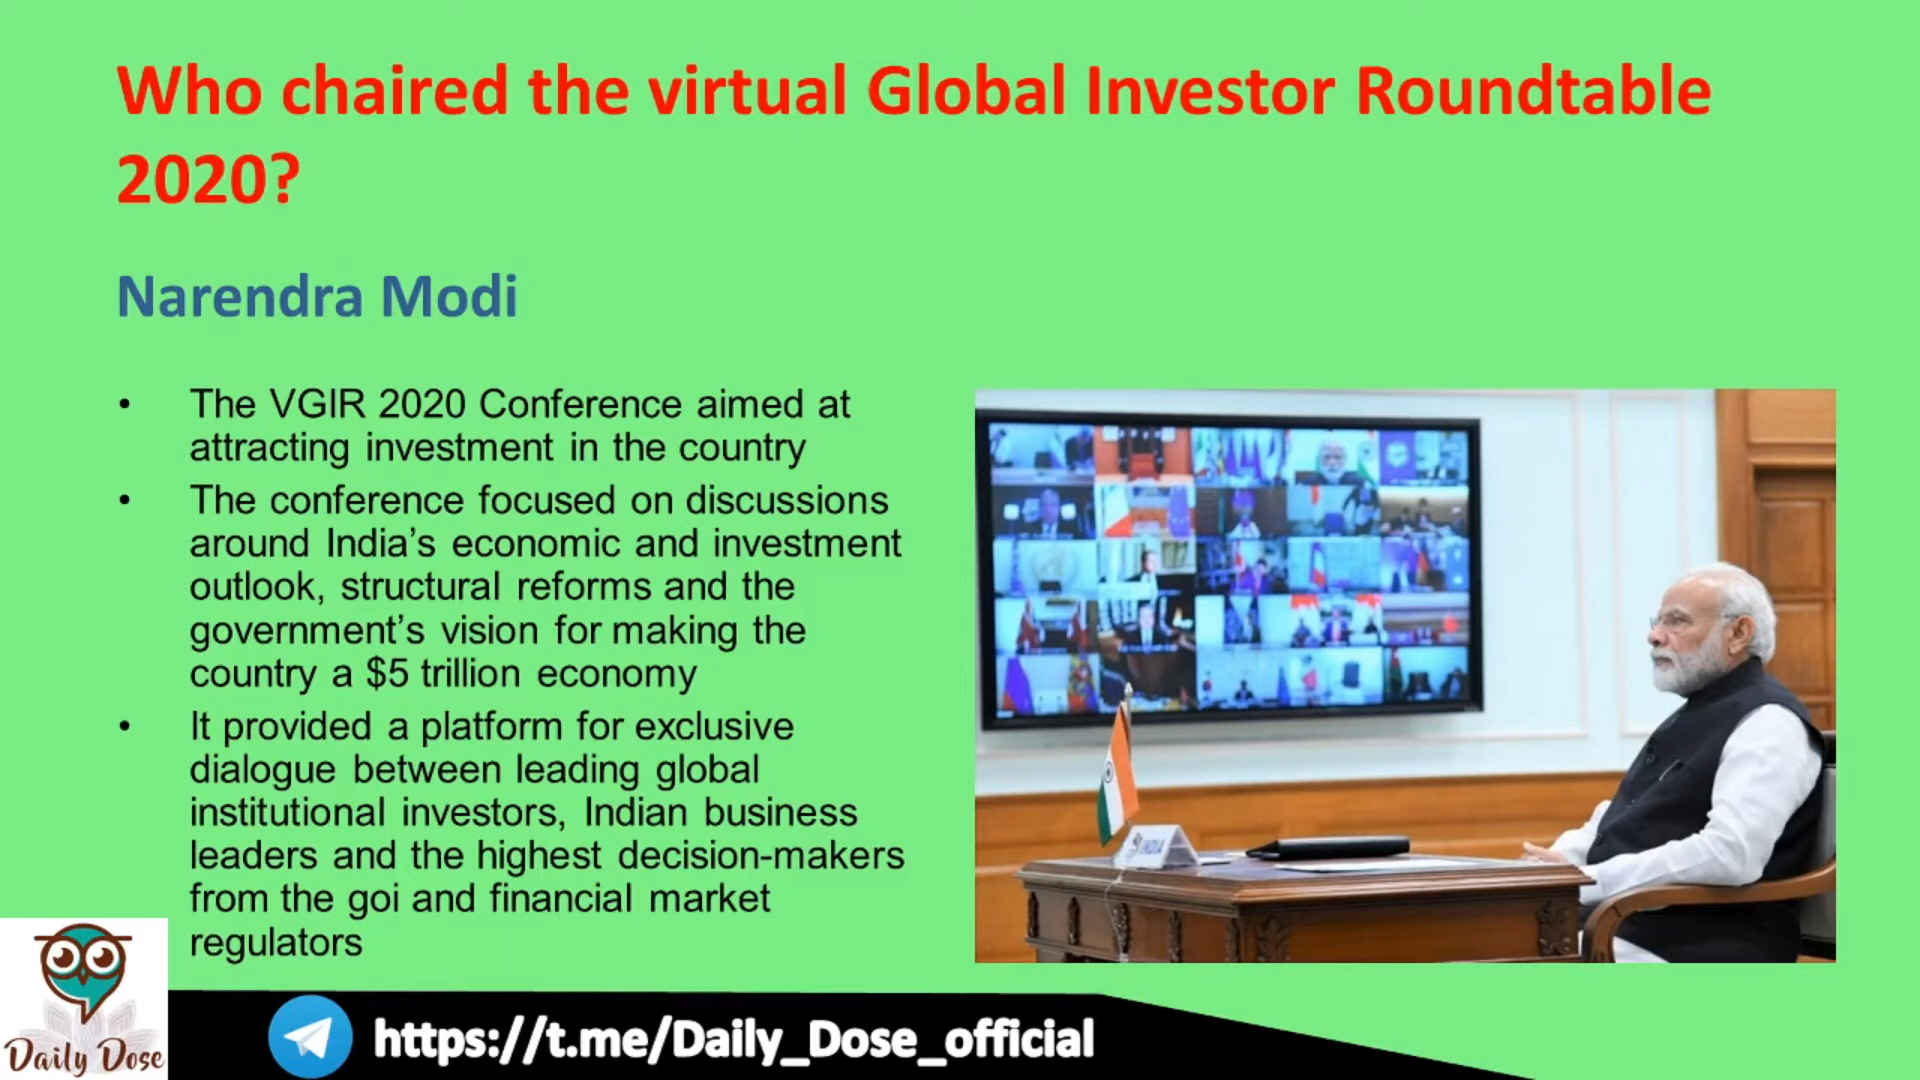 Who chaired the virtual Global Investor Roundtable
2020?
Narendra Modi
• The VGIR 2020 Conference aimed at
attracting investment in the country
• The conference focused on discussions
around India’s economic and investment
outlook, structural reforms and the
government’s vision for making the
country a $5 trillion economy
• It provided a platform for exclusive
dialogue between leading global
institutional investors, Indian business
leaders and the highest decision-makers
from the goi and financial market
regulators
INDIA
Daily Dose
https://t.me/Daily_Dose_official